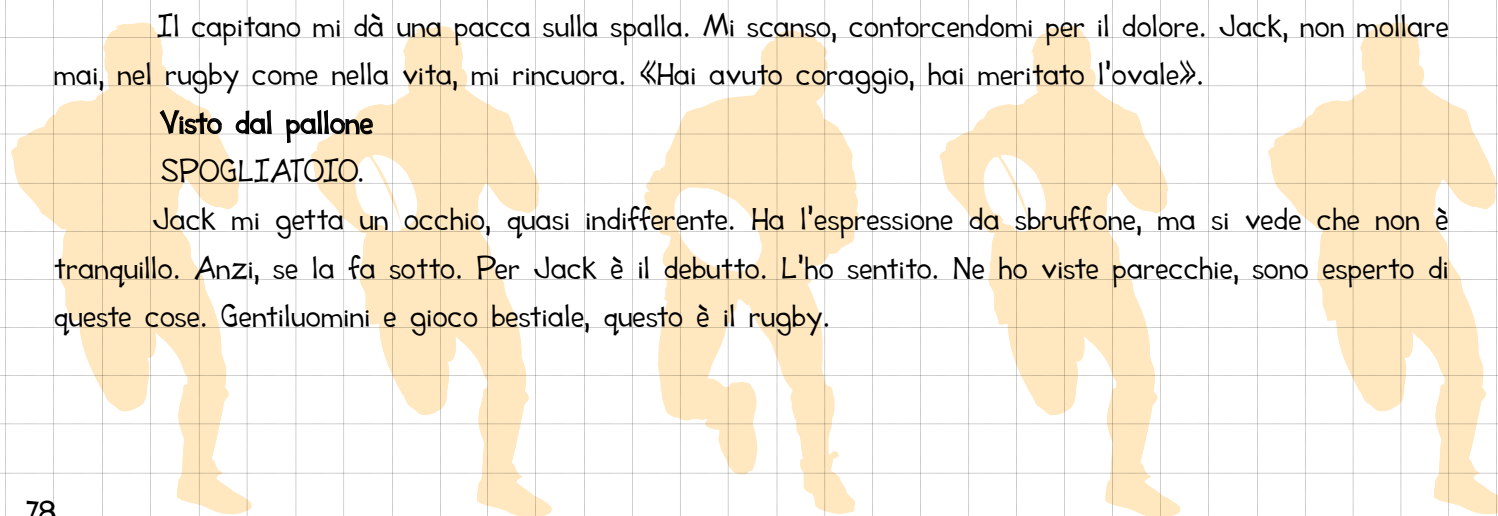 Il capitano mi dà una pacca sulla spalla. Mi scanso, contorcendomi per il dolore. Jack, non mollare
mai, nel rugby come nella vita, mi rincuora. «Hai avuto coraggio, hai meritato l'ovale».
Visto dal pallone
SPOGLIATOIO.
Jack mi getta un occhio, quasi indifferente. Ha l'espressione da sbruffone, ma si vede che non è
tranquillo. Anzi, se la fa sotto. Per Jack è il debutto. L'ho sentito. Ne ho viste parecchie, sono esperto di
queste cose. Gentiluomini e gioco bestiale, questo è il rugby.
78